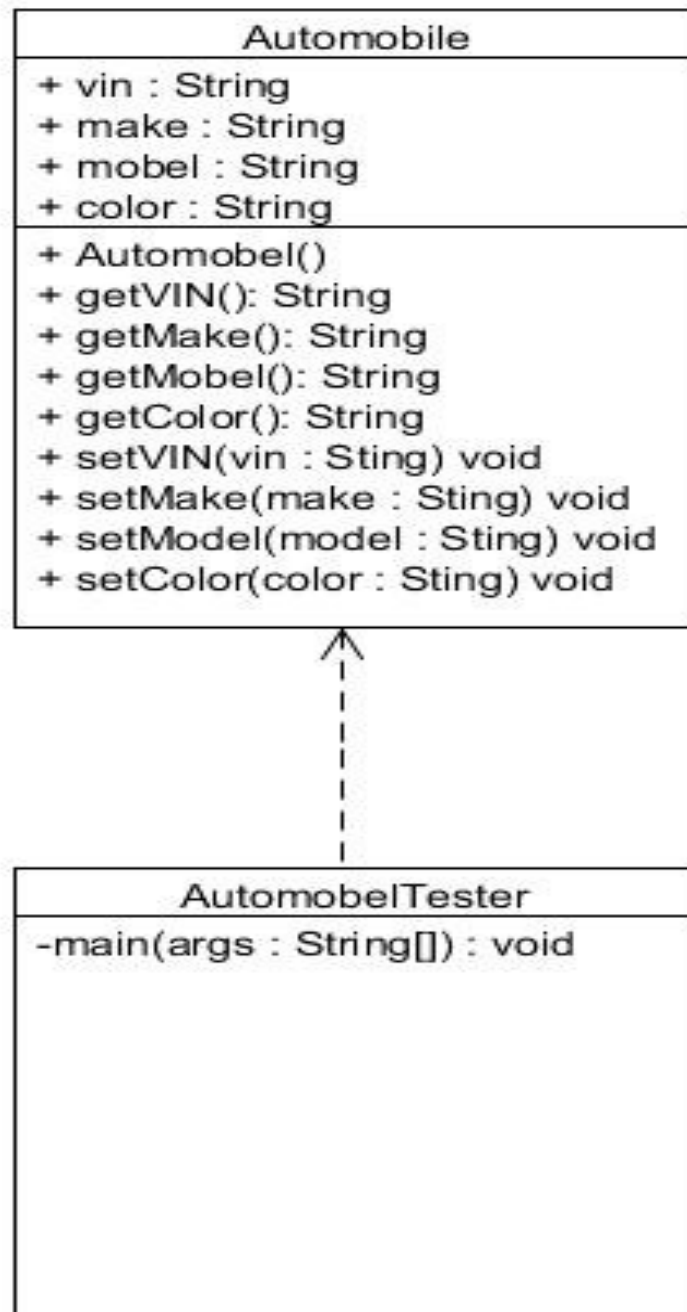 Automobile
+ vin : String
+ make : String
+ mobel : String
+ color : String
+ Automobel()
+ getVIN(): String
+ getMake(): String
+ getMobel(): String
+ getColor(): String
+ setVIN(vin : Sting) void
+ setMake(make : Sting) void
+ setModel(model : Sting) void
+ setColor(color : Sting) void
AutomobelTester
-main(args : String[]) : void